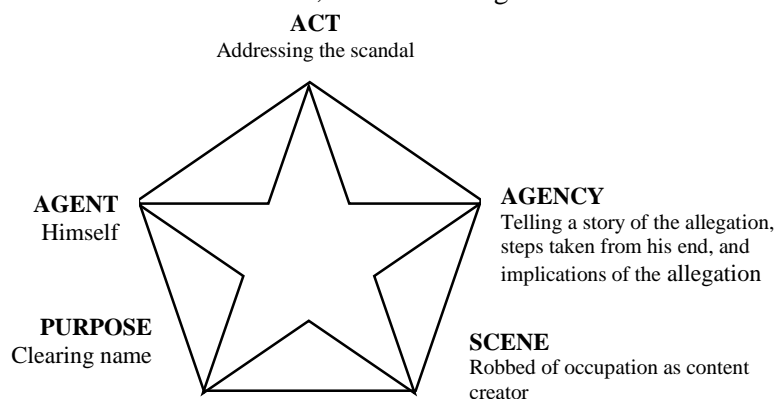 ACT
Addressing the scandal
AGENT
Himself
AGENCY
Telling a story of the allegation,
steps taken from his end, and
implications of the allegation
PURPOSE
Clearing name
SCENE
Robbed of occupation as content
creator